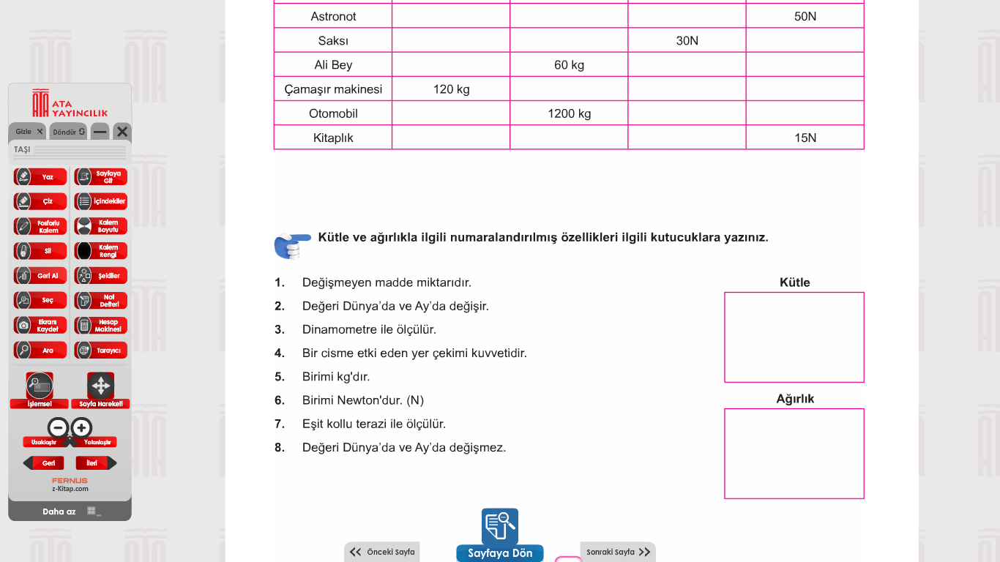 Astronot 50N
Saksı 30N
Ali Bey 60 kg
Çamaşır makinesi 120 kg
Otomobil 1200 kg
Kitaplık 15N
Kütle ve ağırlıkla ilgili numaralandırılmış özellikleri ilgili kutucuklara yazınız.
1. Değişmeyen madde miktarıdır.
2. Değeri Dünya'da ve Ay'da değişir.
3. Dinamometre ile ölçülür.
4. Bir cisme etki eden yer çekimi kuvvetidir.
5. Birimi kg'dır.
6. Birimi Newton'dur. (N)
7. Eşit kollu terazi ile ölçülür.
8. Değeri Dünya'da ve Ay'da değişmez.
Kütle
Ağırlık
Önceki Sayfa
Sayfaya Dön
Sonraki Sayfa
ATA
YAYINCILIK
Gizle
Döndür
TAŞI
Yaz
Sayfaya
Git
Çiz
İçindekiler
Fosforlu
Kalem
Kalem
Boyutu
Sil
Kalem
Rengi
Geri Al
Şekiller
Seç
Not
Defteri
Ekranı
Kaydet
Hesap
Makinesi
Ara
Tarayıcı
İşlemsel
Sayfa Hareketi
Uzaklaştır
Yakınlaştır
Geri
İleri
FERNUS
z-Kitap.com
Daha az